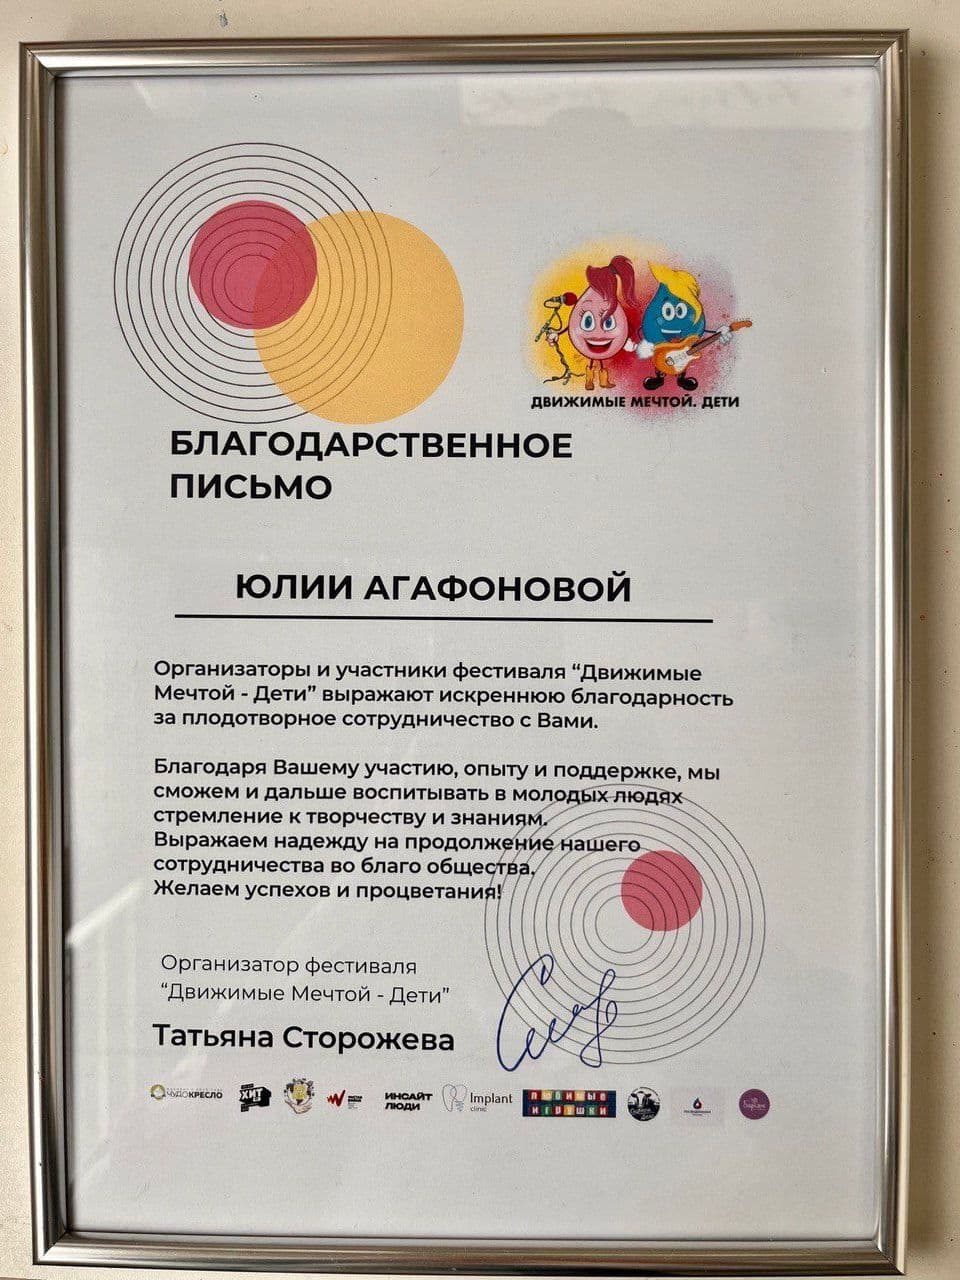 ДВИЖИМЫЕ МЕЧТОЙ. ДЕТИ
БЛАГОДАРСТВЕННОЕ
ПИСЬМО
ЮЛИИ АГАФОНОВОЙ
Организаторы и участники фестиваля “Движимые
Мечтой - Дети” выражают искреннюю благодарность
за плодотворное сотрудничество с Вами.
Благодаря Вашему участию, опыту и поддержке, мы
сможем и дальше воспитывать в молодых людях
стремление к творчеству и знаниям.
Выражаем надежду на продолжение нашего
сотрудничества во благо общества.
Желаем успехов и процветания!
Организатор фестиваля
“Движимые Мечтой - Дети”
Татьяна Сторожева
ЧУДОКРЕСЛО
ХИТ
ИНСАЙТ
ЛЮДИ
Implant
clinic
ЛЮБИМЫЕ
ИГРУШКИ